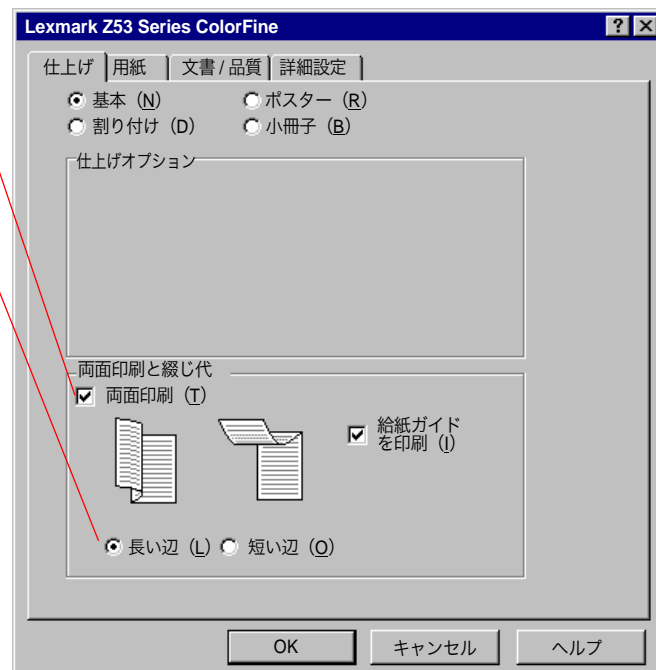 Lexmark Z53 Series ColorFine
仕上げ 用紙 文書 / 品質 詳細設定
基本（N） ポスター（R）
割り付け（D） 小冊子（B）
仕上げオプション
両面印刷と綴じ代
両面印刷（T）
給紙ガイド
を印刷（I）
長い辺（L） 短い辺（O）
OK キャンセル ヘルプ